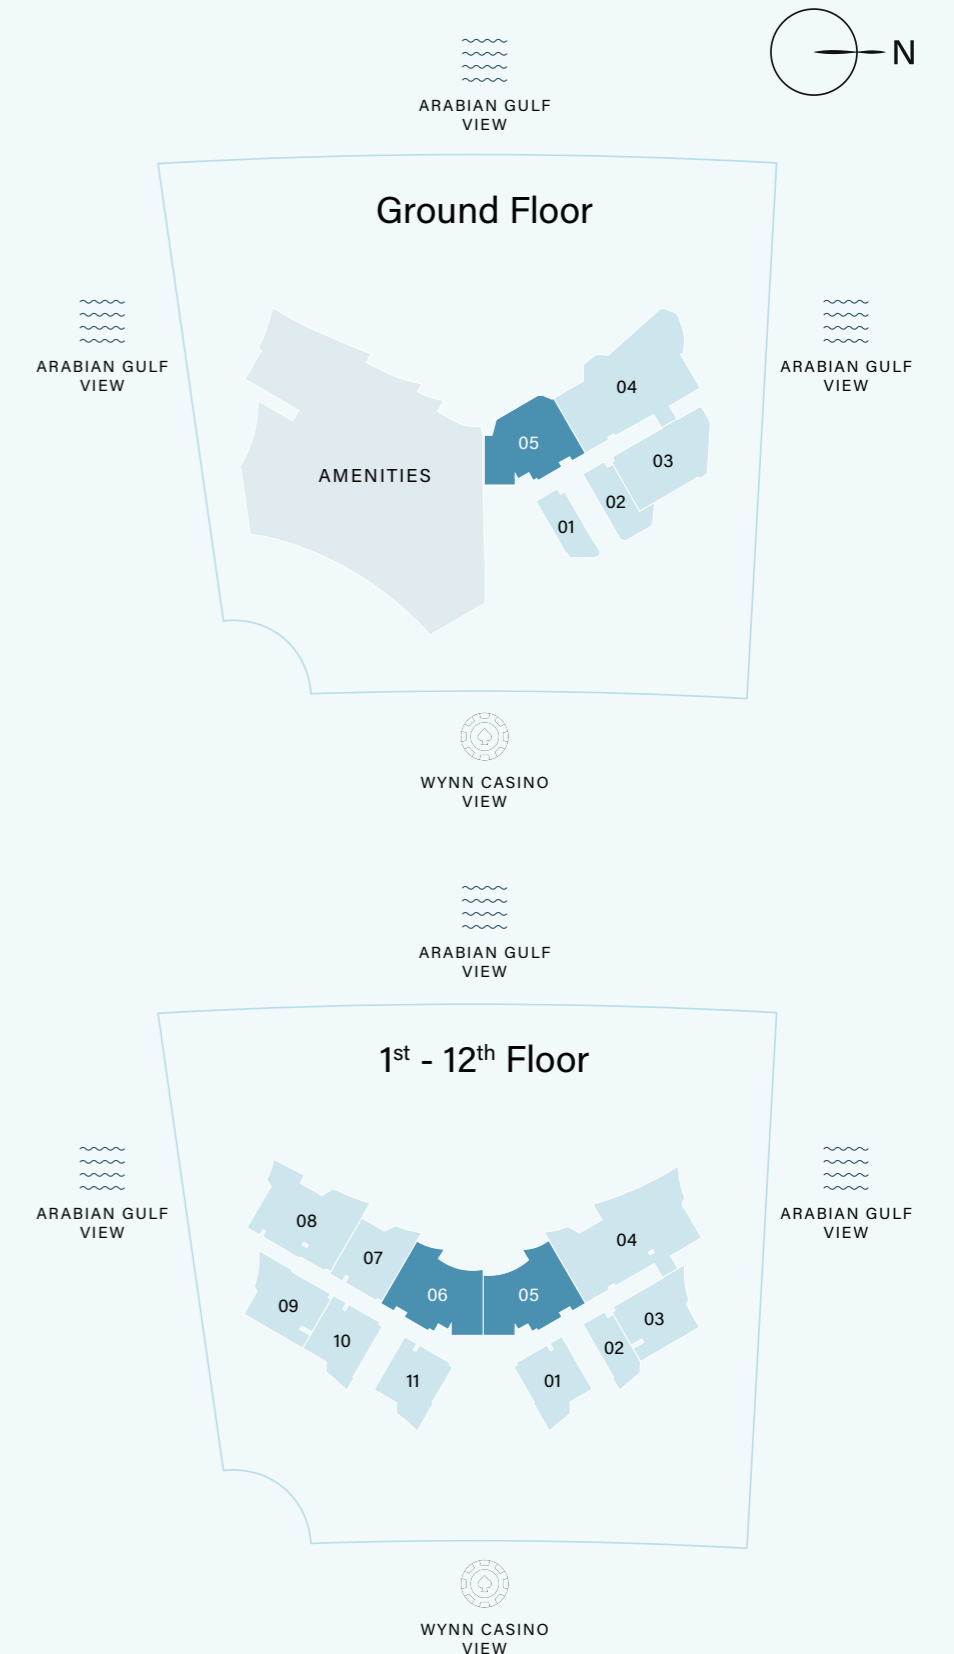 N
ARABIAN GULF
VIEW
Ground Floor
ARABIAN GULF
VIEW
ARABIAN GULF
VIEW
04
05
03
AMENITIES
02
01
WYNN CASINO
VIEW
ARABIAN GULF
VIEW
1st - 12th Floor
ARABIAN GULF
VIEW
ARABIAN GULF
VIEW
08
04
07
06
05
09
03
10
02
11
01
WYNN CASINO
VIEW